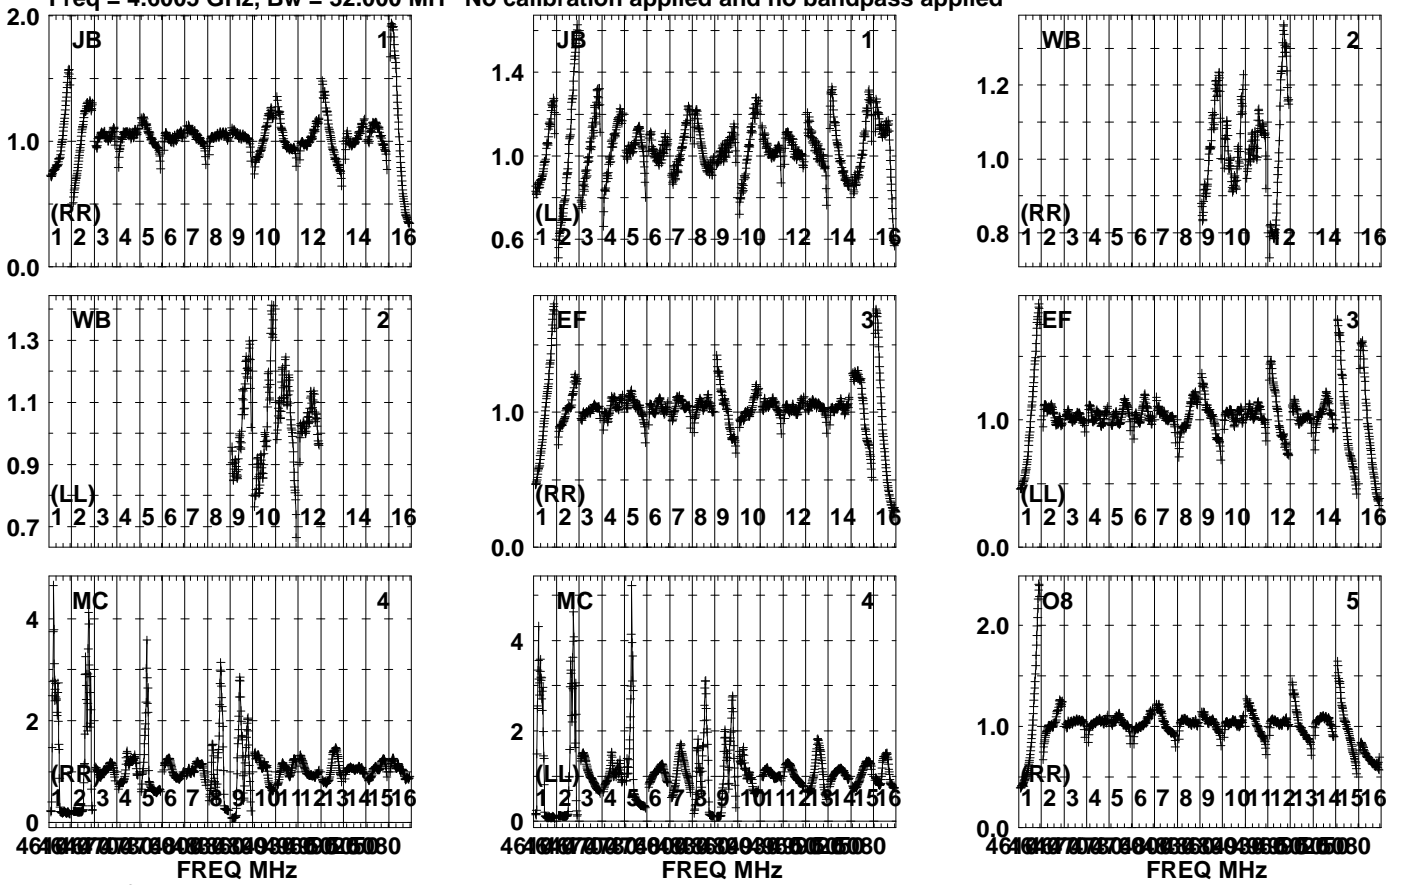 Freq = 4.6005 GHz, Bw = 32.000 MH No calibration applied and no bandpass applied
2.0 JB 1
1.0
(RR)
1 2 3 4 5 6 7 8 9 10 12 14 16
0.0
JB 1
1.4
1.0
(LL)
0.6
1 2 3 4 5 6 7 8 9 10 12 14 16
WB 2
1.2
1.0
(RR)
0.8
1 2 3 4 5 6 7 8 9 10 12 14 16
WB 2
1.3
1.1
0.9
(LL)
0.7
1 2 3 4 5 6 7 8 9 10 12 14 16
EF 3
1.0
(RR)
1 2 3 4 5 6 7 8 9 10 12 14 16
0.0
EF 3
1.0
(LL)
1 2 3 4 5 6 7 8 9 10 12 14 16
0.0
MC 4
4
2
(RR)
1 2 3 4 5 6 7 8 9 10 11 12 13 14 15 16
0
FREQ MHz
MC 4
4
2
(LL)
1 2 3 4 5 6 7 8 9 10 11 12 13 14 15 16
0
FREQ MHz
O8 5
2.0
1.0
(RR)
1 2 3 4 5 6 7 8 9 10 11 12 13 14 15 16
0.0
FREQ MHz